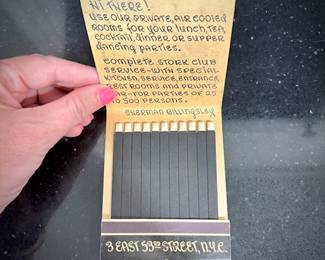 HI THERE!
USE OUR PRIVATE, AIR COOLED
ROOMS FOR YOUR LUNCH, TEA,
COCKTAIL, DINNER OR SUPPER
DANCING PARTIES.
COMPLETE STORK CLUB
SERVICE-WITH SPECIAL
KITCHEN, SERVICE, ENTRANCE,
REST ROOMS AND PRIVATE
BAR-FOR PARTIES OF 25
TO 500 PERSONS.
SHERMAN BILLINGSLEY
3 EAST 53RD STREET, N.Y.C.